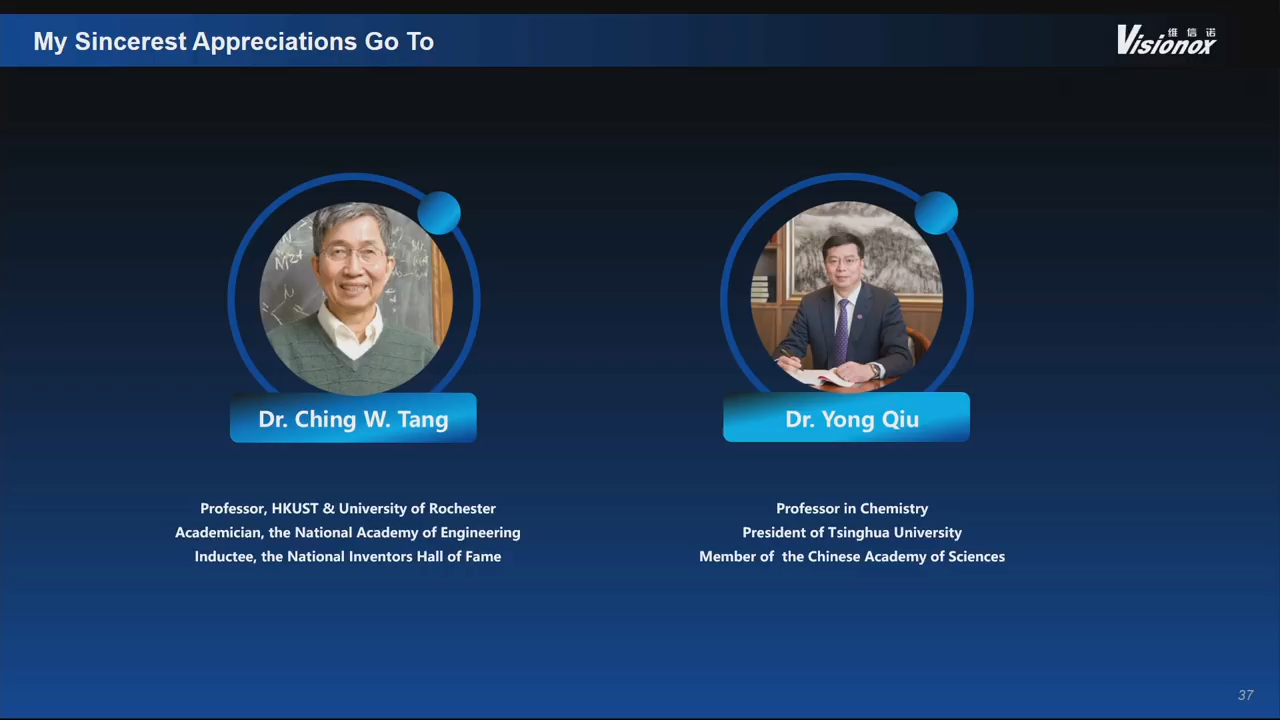 My Sincerest Appreciations Go To
维信诺
Visionox
Dr. Ching W. Tang
Professor, HKUST & University of Rochester
Academician, the National Academy of Engineering
Inductee, the National Inventors Hall of Fame
Dr. Yong Qiu
Professor in Chemistry
President of Tsinghua University
Member of the Chinese Academy of Sciences
37